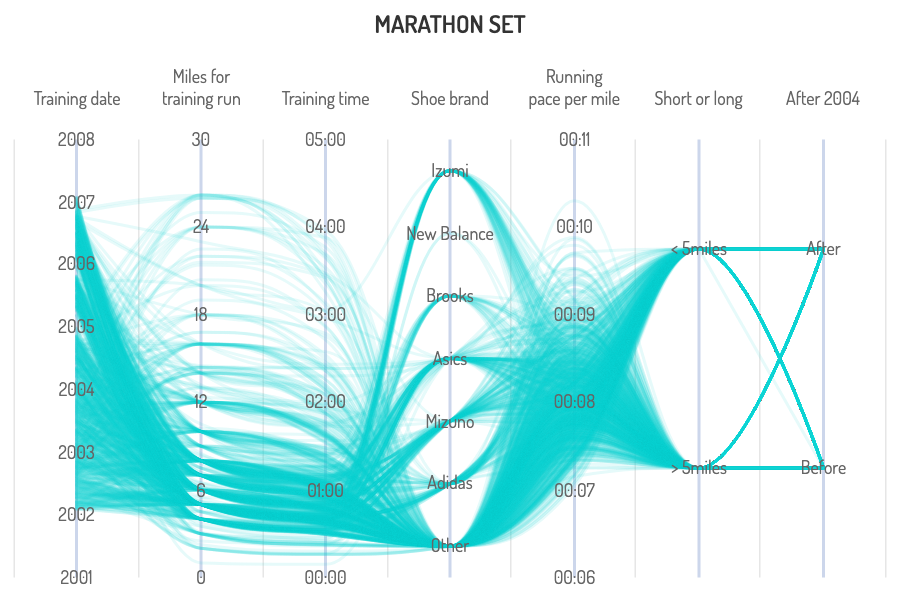 MARATHON SET
Training date
Miles for
training run
Training time
Shoe brand
Running
pace per mile
Short or long
After 2004
2008
2007
2006
2005
2004
2003
2002
2001
30
24
18
12
6
0
05:00
04:00
03:00
02:00
01:00
00:00
Izumi
New Balance
Brooks
Asics
Mizuno
Adidas
Other
00:11
00:10
00:09
00:08
00:07
00:06
< 5miles
> 5miles
After
Before